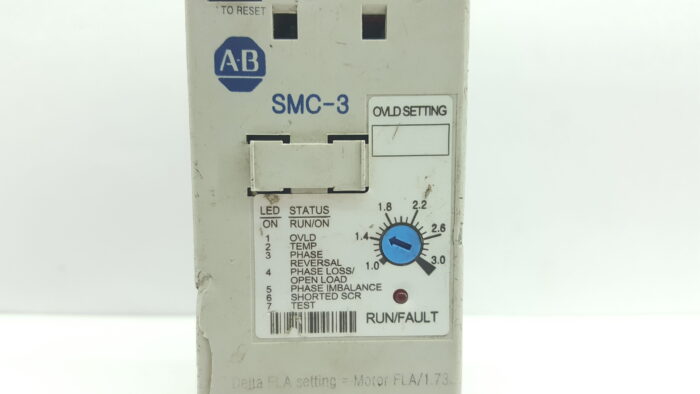 TO RESET
A-B
SMC-3
OVLD SETTING
LED STATUS
ON RUN/ON
1 OVLD
2 TEMP
3 PHASE
REVERSAL
4 PHASE LOSS/
OPEN LOAD
5 PHASE IMBALANCE
6 SHORTED SCR
7 TEST
1.0
1.4
1.8
2.2
2.6
3.0
RUN/FAULT
Delta FLA setting = Motor FLA/1.73